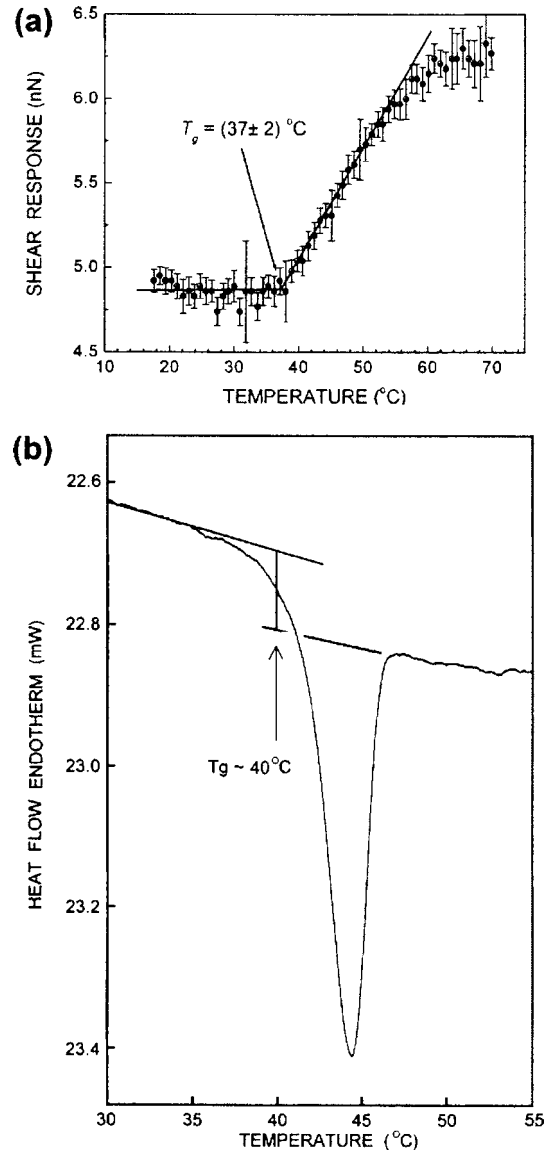 (a)
6.5
6.0
5.5
5.0
4.5
SHEAR RESPONSE (nN)
T_g = (37± 2) °C
10 20 30 40 50 60 70
TEMPERATURE (°C)
(b)
22.6
22.8
23.0
23.2
23.4
HEAT FLOW ENDOTHERM (mW)
Tg ~ 40°C
30 35 40 45 50 55
TEMPERATURE (°C)